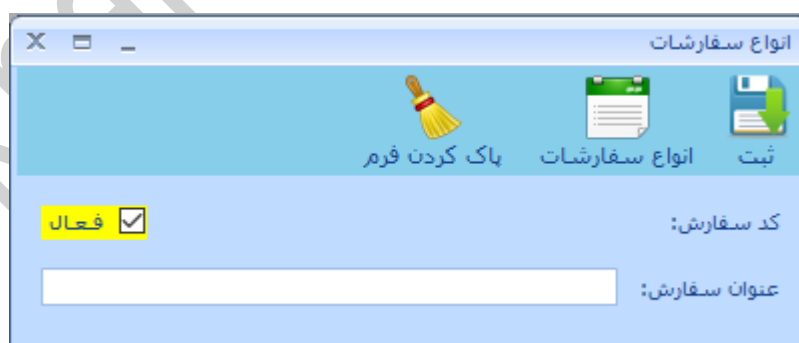 انواع سفارشات
ثبت انواع سفارشات پاک کردن فرم
کد سفارش: فعال
عنوان سفارش: